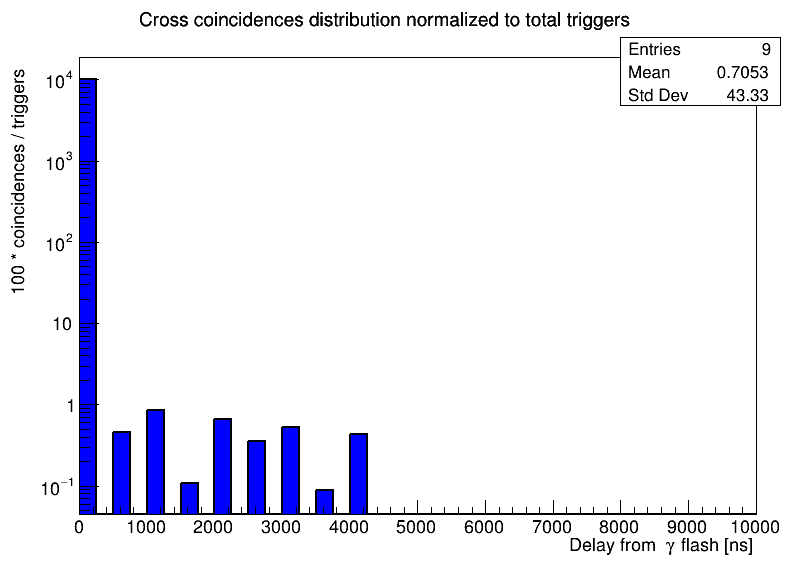 Cross coincidences distribution normalized to total triggers
Entries 9
Mean 0.7053
Std Dev 43.33
100 * coincidences / triggers
10⁴
10³
10²
10
1
10⁻¹
0 1000 2000 3000 4000 5000 6000 7000 8000 9000 10000
Delay from γ flash [ns]